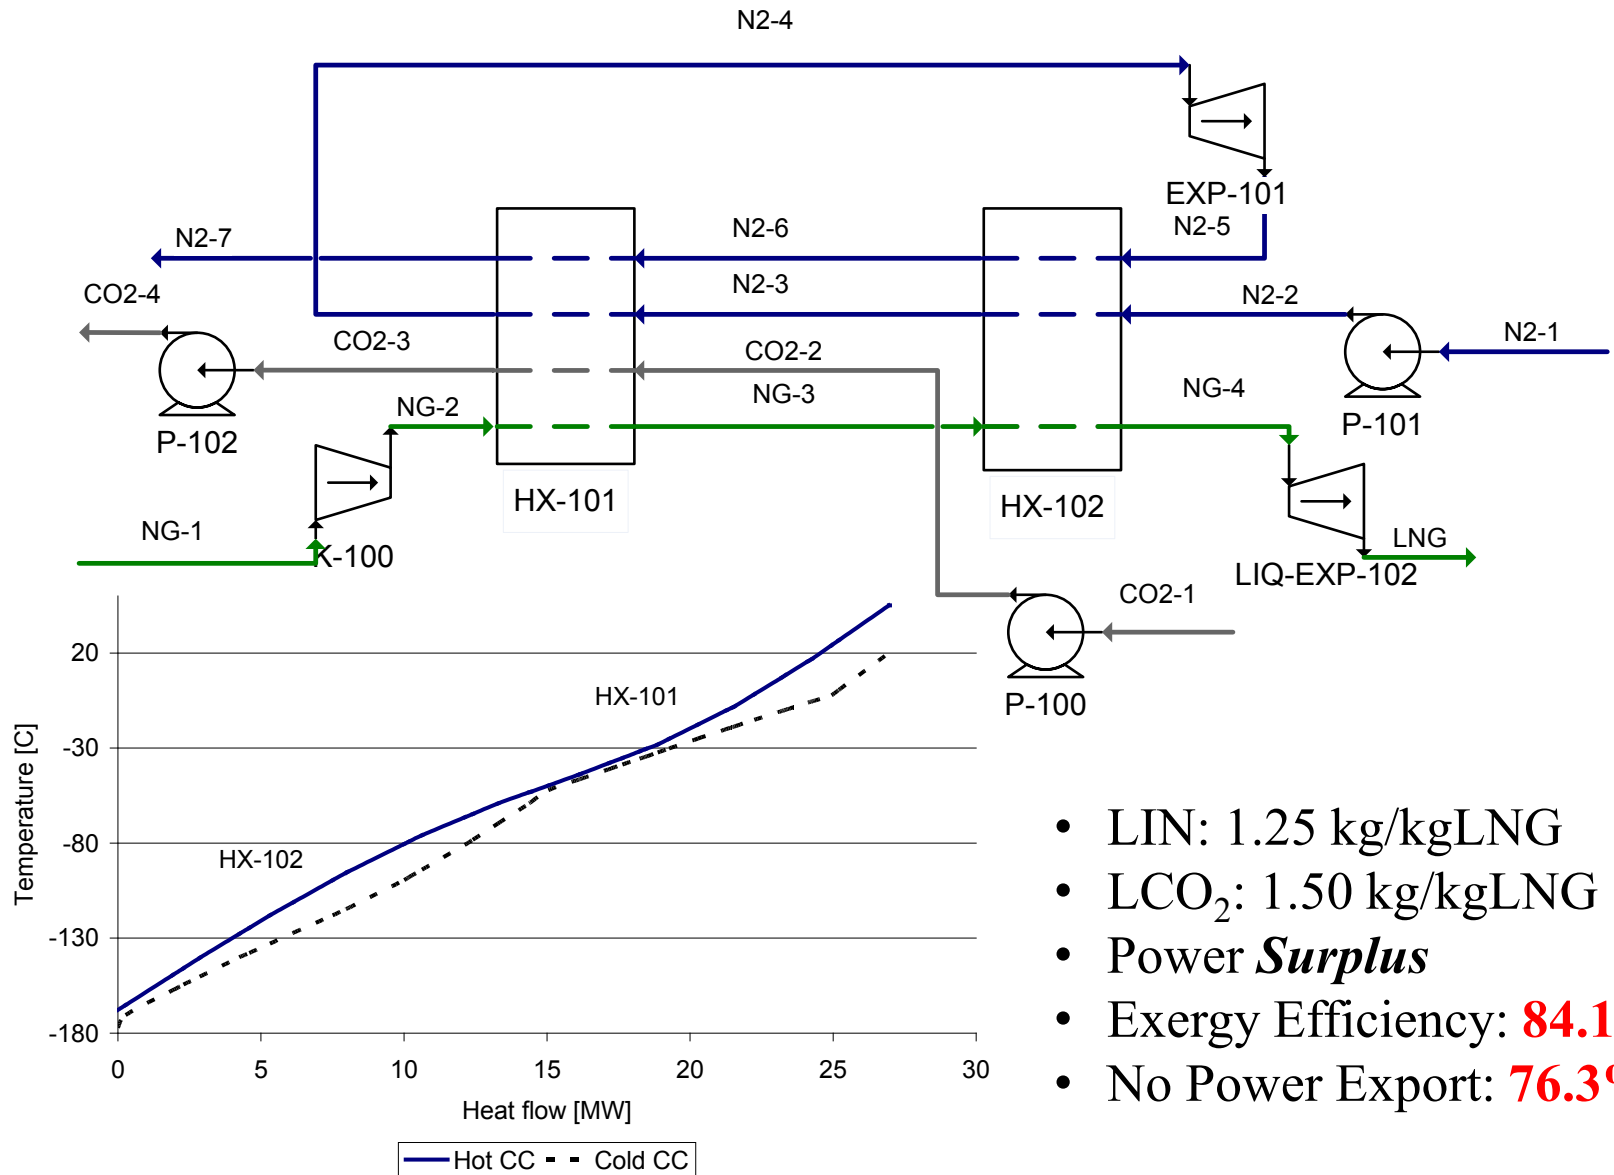 N2-4
EXP-101
N2-7
N2-6
N2-5
CO2-4
N2-3
N2-2
N2-1
CO2-3
CO2-2
NG-2
NG-3
NG-4
P-102
P-101
HX-101
HX-102
NG-1
K-100
LNG
LIQ-EXP-102
CO2-1
P-100
20
-30
-80
-130
-180
Temperature [C]
HX-101
HX-102
0 5 10 15 20 25 30
Heat flow [MW]
Hot CC Cold CC
• LIN: 1.25 kg/kgLNG
• LCO₂: 1.50 kg/kgLNG
• Power Surplus
• Exergy Efficiency: 84.1
• No Power Export: 76.3%